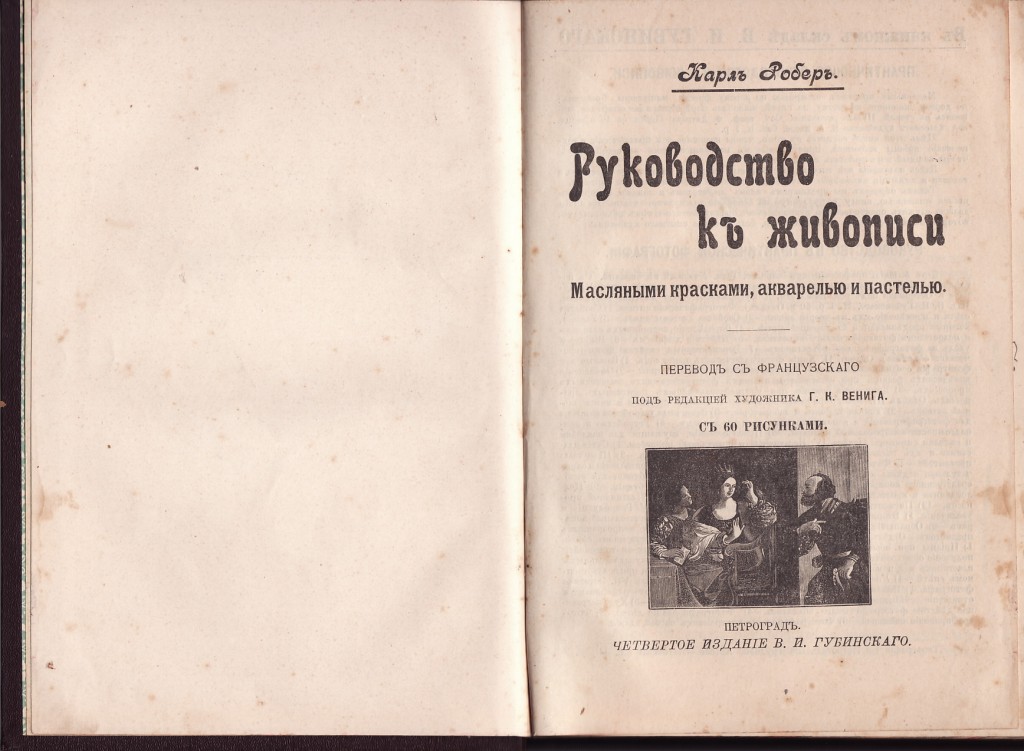 Карлъ Роберъ.
Руководство
къ живописи
Масляными красками, акварелью и пастелью.
ПЕРЕВОДЪ СЪ ФРАНЦУЗСКАГО
ПОДЪ РЕДАКЦІЕЙ ХУДОЖНИКА Г. К. ВЕНИГА.
СЪ 60 РИСУНКАМИ.
ПЕТРОГРАДЪ.
ЧЕТВЕРТОЕ ИЗДАНІЕ В. И. ГУБИНСКАГО.